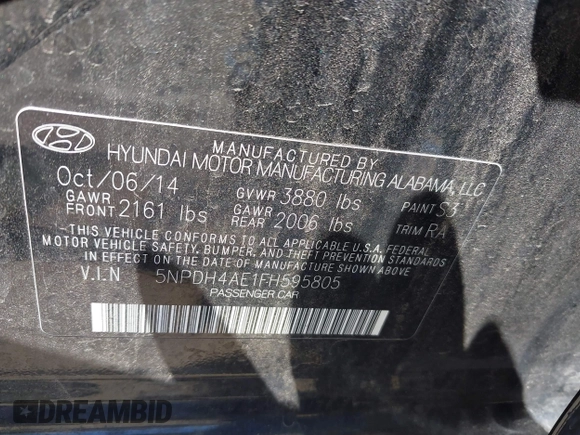 MANUFACTURED BY
HYUNDAI MOTOR MANUFACTURING ALABAMA, LLC
Oct/06/14 GVWR 3880 lbs PAINT S3
GAWR FRONT 2161 lbs GAWR REAR 2006 lbs TRIM RA
THIS VEHICLE CONFORMS TO ALL APPLICABLE U.S.A. FEDERAL
MOTOR VEHICLE SAFETY, BUMPER, AND THEFT PREVENTION STANDARDS
IN EFFECT ON THE DATE OF MANUFACTURE SHOWN ABOVE
V.I.N 5NPDH4AE1FH595805
PASSENGER CAR
DREAMBID